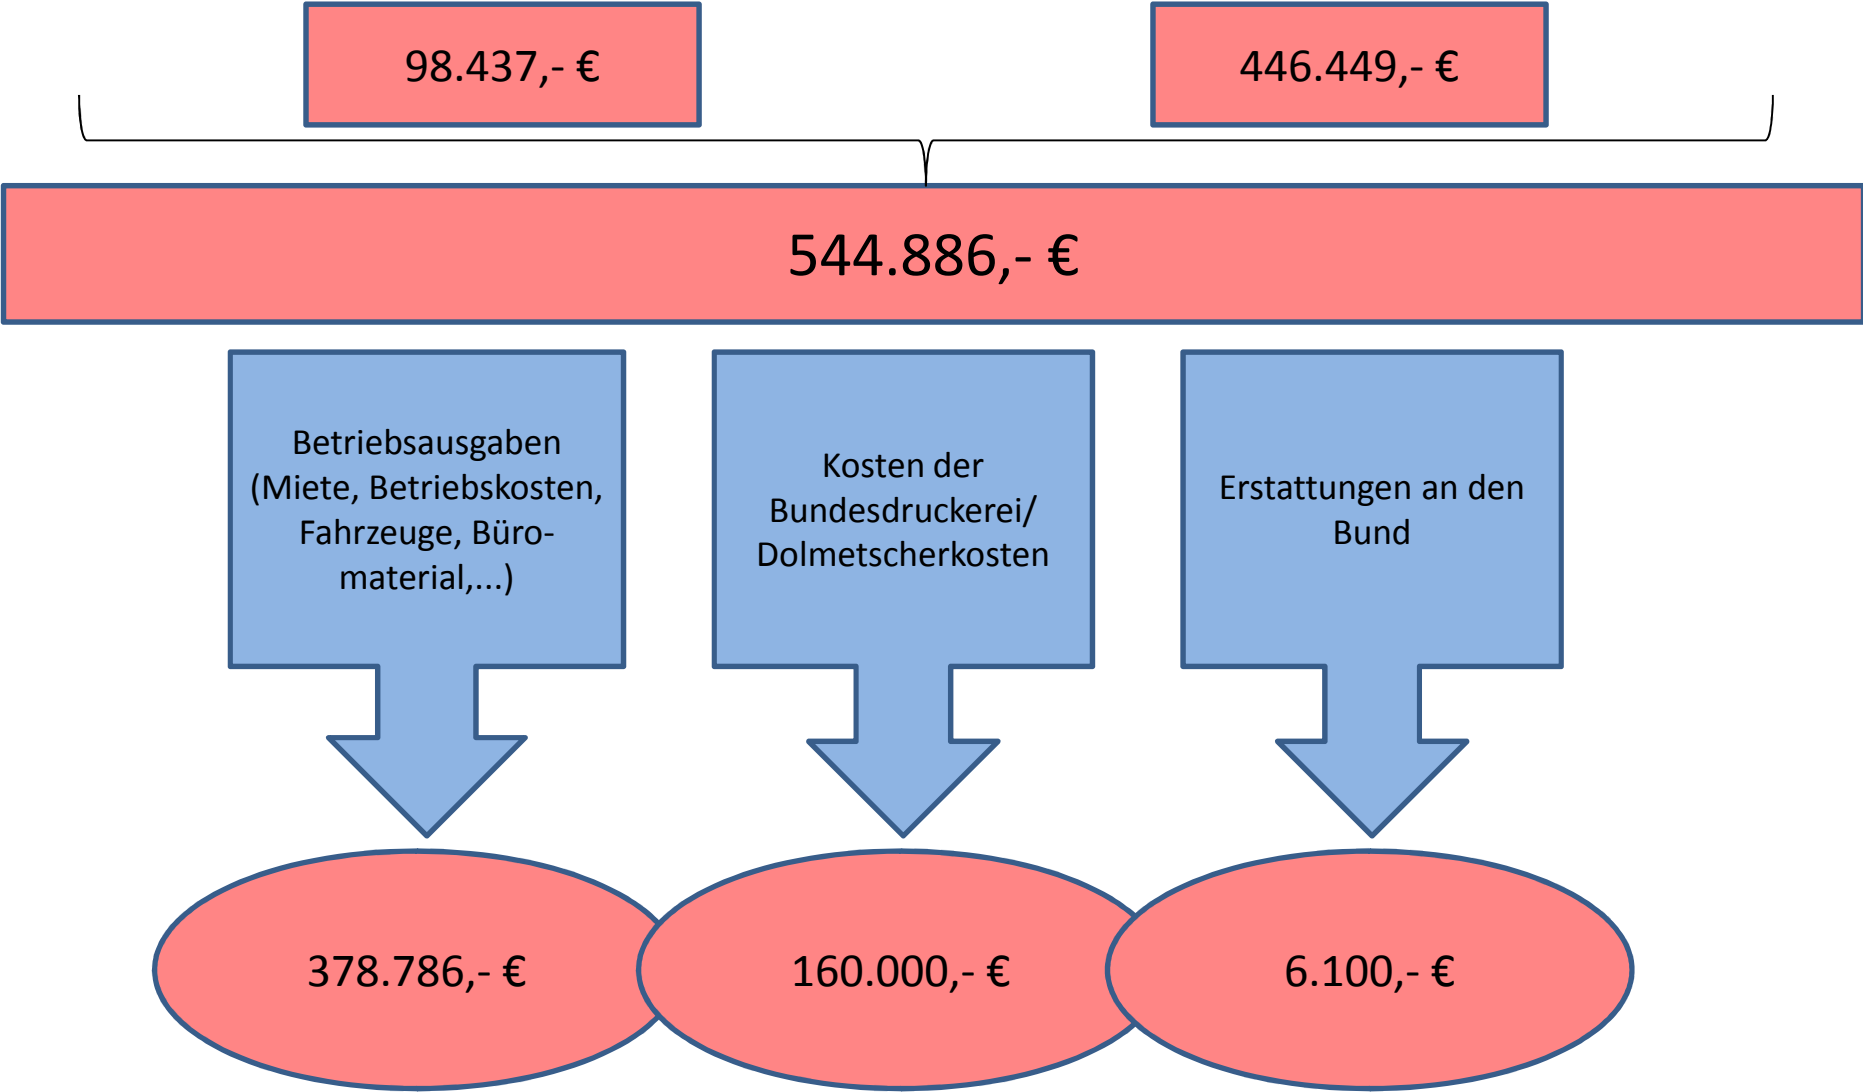 98.437,- €
446.449,- €
544.886,- €
Betriebsausgaben
(Miete, Betriebskosten,
Fahrzeuge, Büro-
material,...)
Kosten der
Bundesdruckerei/
Dolmetscherkosten
Erstattungen an den
Bund
378.786,- €
160.000,- €
6.100,- €